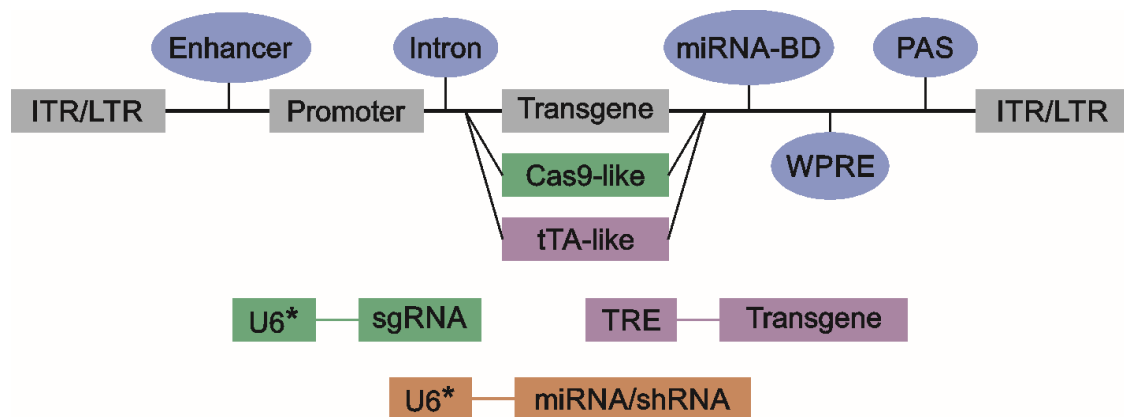 Enhancer
Intron
miRNA-BD
PAS
ITR/LTR
Promoter
Transgene
ITR/LTR
Cas9-like
WPRE
tTA-like
U6*
sgRNA
TRE
Transgene
U6*
miRNA/shRNA